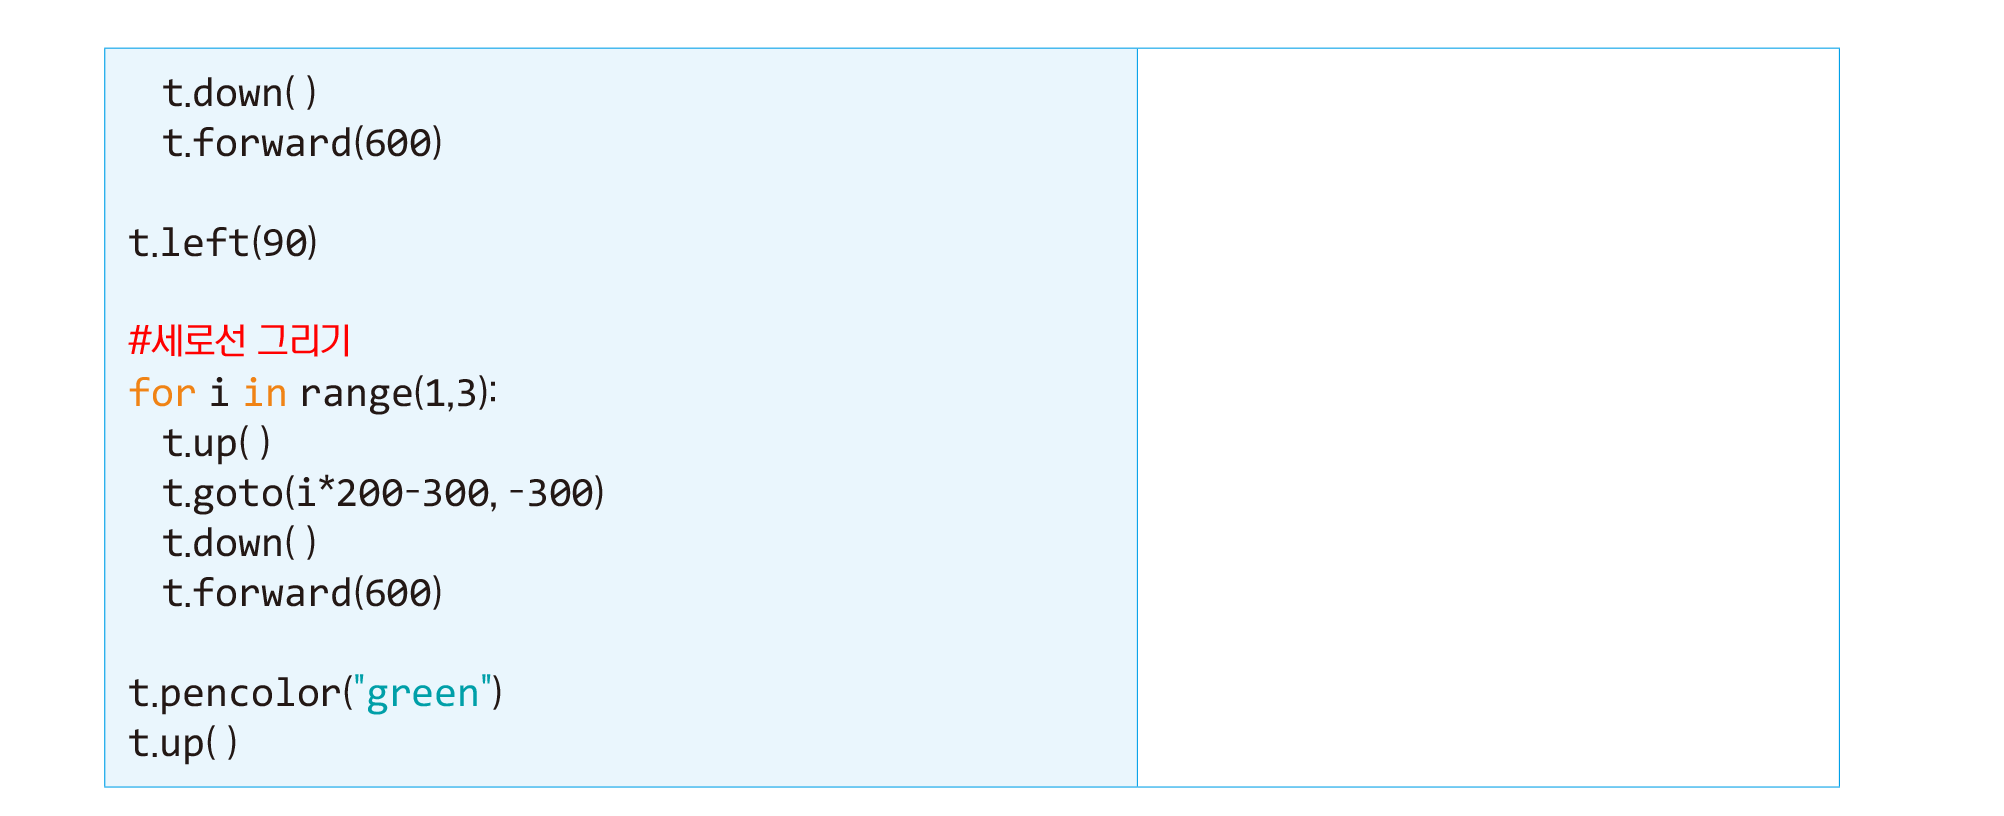 t.down( )
t.forward(600)
t.left(90)
#세로선 그리기
for i in range(1,3):
t.up( )
t.goto(i*200-300, -300)
t.down( )
t.forward(600)
t.pencolor("green")
t.up( )